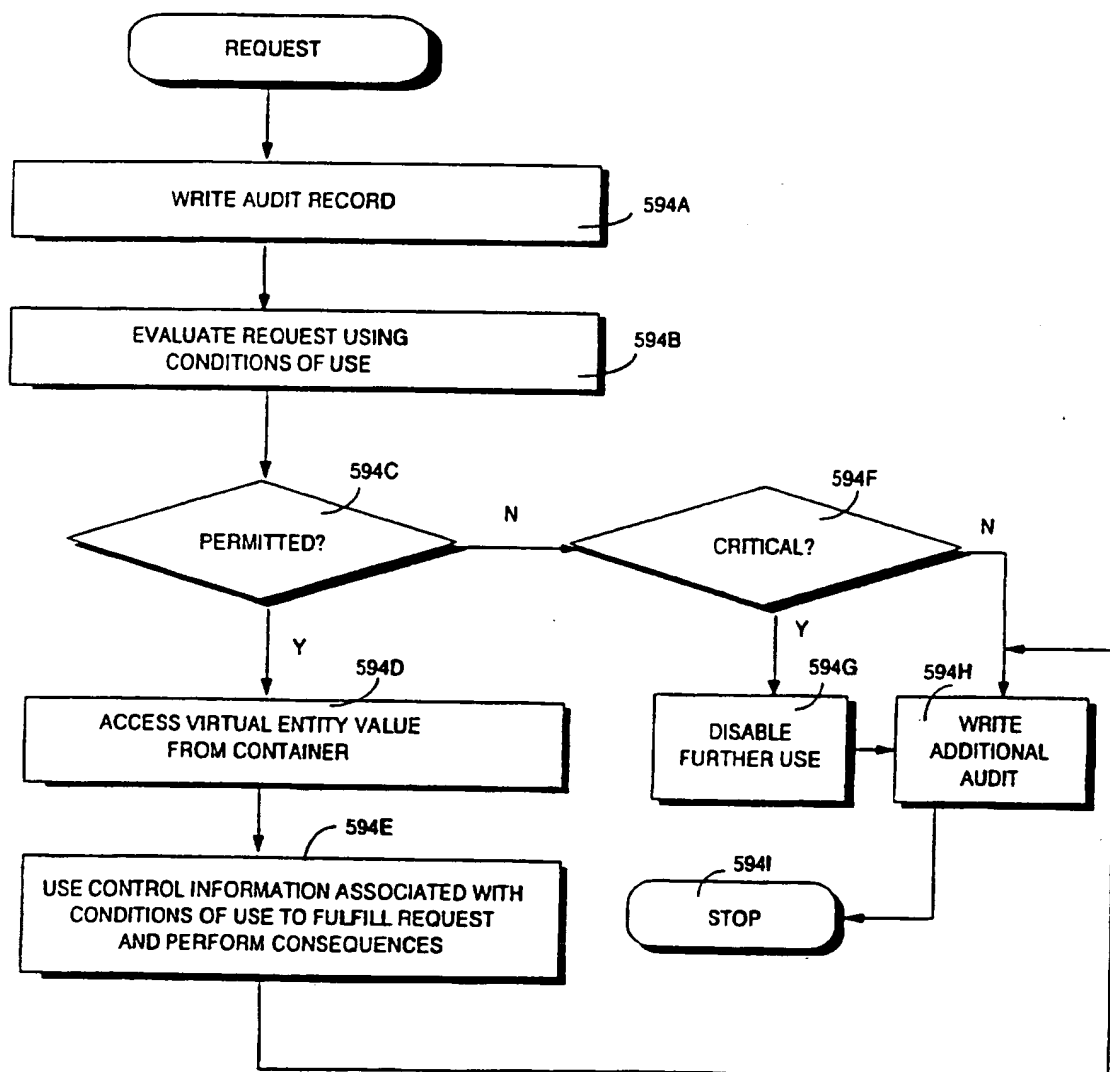 REQUEST
WRITE AUDIT RECORD
594A
EVALUATE REQUEST USING
CONDITIONS OF USE
594B
594C
PERMITTED?
N
Y
594F
CRITICAL?
N
Y
594D
ACCESS VIRTUAL ENTITY VALUE
FROM CONTAINER
594G
DISABLE
FURTHER USE
594H
WRITE
ADDITIONAL
AUDIT
594E
USE CONTROL INFORMATION ASSOCIATED WITH
CONDITIONS OF USE TO FULFILL REQUEST
AND PERFORM CONSEQUENCES
594I
STOP